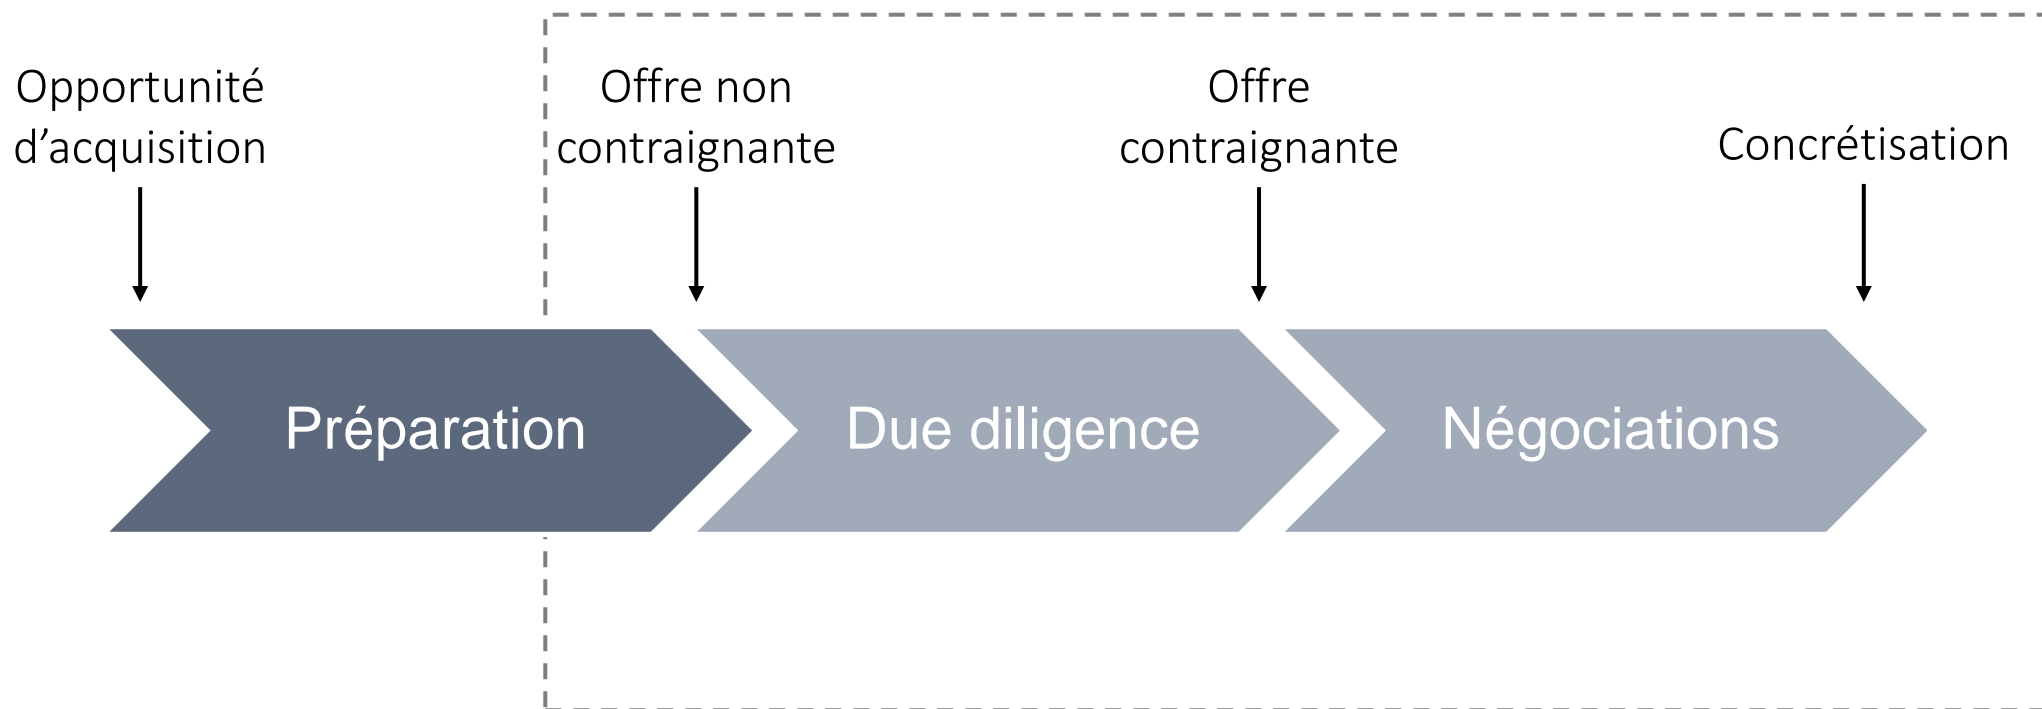 Opportunité
d’acquisition
Offre non
contraignante
Offre
contraignante
Concrétisation
Préparation
Due diligence
Négociations